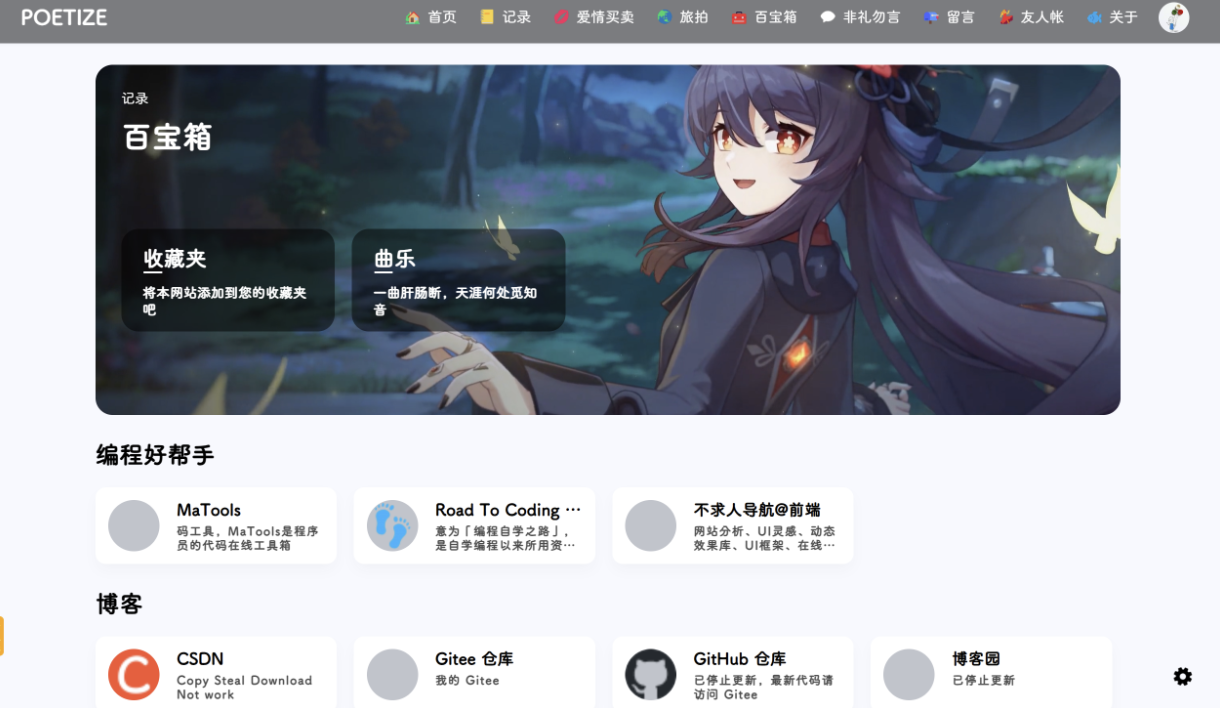 POETIZE
首页 记录 爱情买卖 旅拍 百宝箱 非礼勿言 留言 友人帐 关于
记录
百宝箱
收藏夹
将本网站添加到您的收藏夹
吧
曲乐
一曲肝肠断，天涯何处觅知
音
编程好帮手
MaTools
码工具，MaTools是程序
员的代码在线工具箱
Road To Coding ⋯
意为「编程自学之路」，
是自学编程以来所用资⋯
不求人导航@前端
网站分析、UI灵感、动态
效果库、UI框架、在线⋯
博客
CSDN
Copy Steal Download
Not work
Gitee 仓库
我的 Gitee
GitHub 仓库
已停止更新，最新代码请
访问 Gitee
博客园
已停止更新